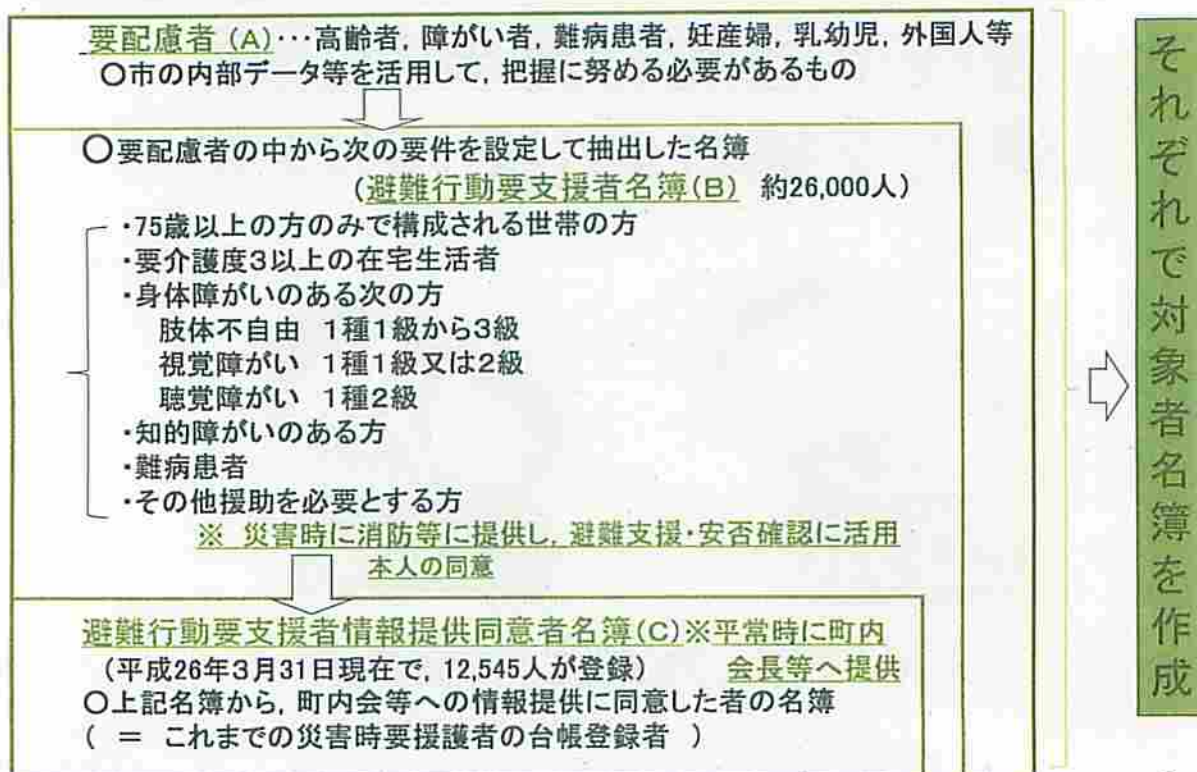 要配慮者(A)…高齢者,障がい者,難病患者,妊産婦,乳幼児,外国人等
○市の内部データ等を活用して,把握に努める必要があるもの
○要配慮者の中から次の要件を設定して抽出した名簿
(避難行動要支援者名簿(B) 約26,000人)
・75歳以上の方のみで構成される世帯の方
・要介護度3以上の在宅生活者
・身体障がいのある次の方
肢体不自由 1種1級から3級
視覚障がい 1種1級又は2級
聴覚障がい 1種2級
・知的障がいのある方
・難病患者
・その他援助を必要とする方
※ 災害時に消防等に提供し,避難支援・安否確認に活用
本人の同意
避難行動要支援者情報提供同意者名簿(C)※平常時に町内
(平成26年3月31日現在で,12,545人が登録) 会長等へ提供
○上記名簿から,町内会等への情報提供に同意した者の名簿
( = これまでの災害時要援護者の台帳登録者 )
それぞれで対象者名簿を作成